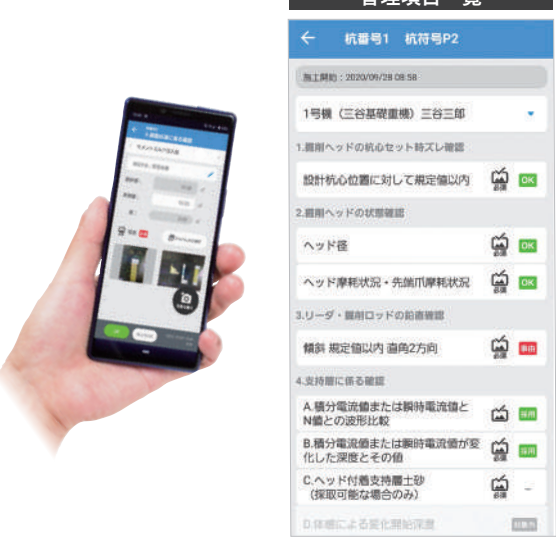 管理項目一覧
杭番号1 杭符号P2
施工開始：2020/09/28 08:58
1号機（三谷基礎重機）三谷三郎
1.掘削ヘッドの杭心セット時ズレ確認
設計杭心位置に対して規定値以内
必須
OK
2.掘削ヘッドの状態確認
ヘッド径
必須
OK
ヘッド摩耗状況・先端爪摩耗状況
必須
OK
3.リーダ・掘削ロッドの鉛直確認
傾斜 規定値以内 直角2方向
必須
事由
4.支持層に係る確認
A.積分電流値または瞬時電流値と
N値との波形比較
採用
B.積分電流値または瞬時電流値が変
化した深度とその値
必須
採用
C.ヘッド付着支持層土砂
（採取可能な場合のみ）
必須
–
D.体感による変化開始深度
対象外